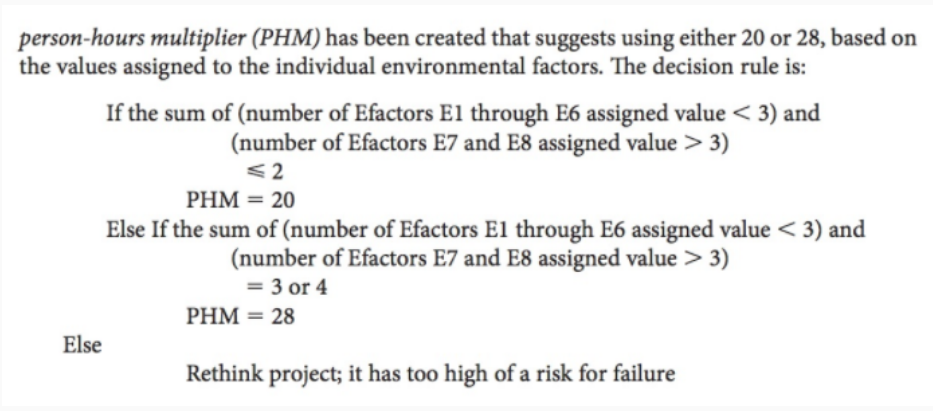 person-hours multiplier (PHM) has been created that suggests using either 20 or 28, based on
the values assigned to the individual environmental factors. The decision rule is:
If the sum of (number of Efactors E1 through E6 assigned value < 3) and
(number of Efactors E7 and E8 assigned value > 3)
⩽ 2
PHM = 20
Else If the sum of (number of Efactors E1 through E6 assigned value < 3) and
(number of Efactors E7 and E8 assigned value > 3)
= 3 or 4
PHM = 28
Else
Rethink project; it has too high of a risk for failure